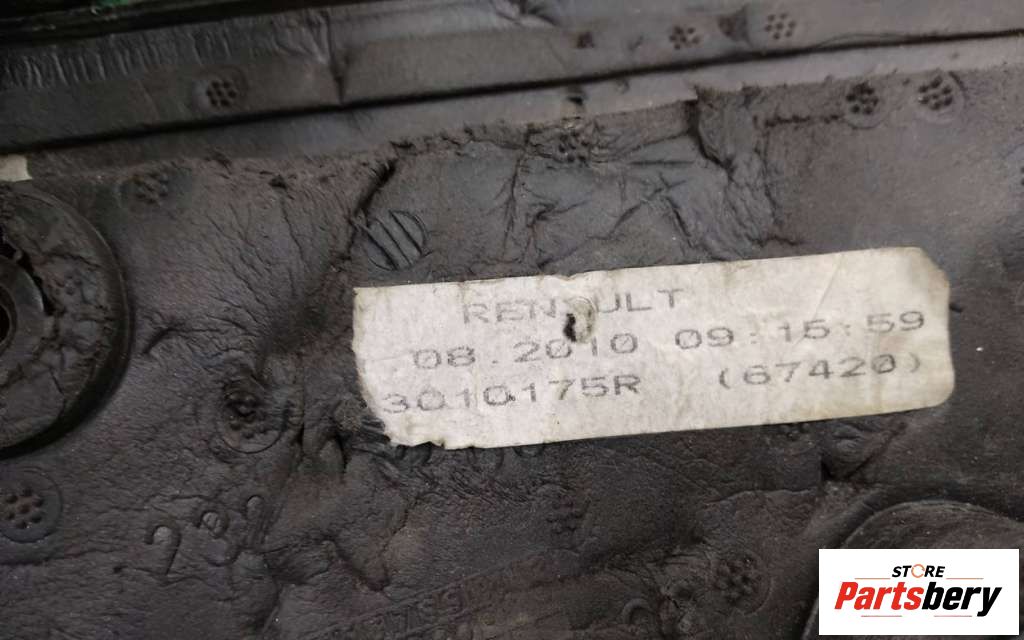 RENAULT
08.2010 09:15:59
3010175R (67420)
STORE
Partsbery